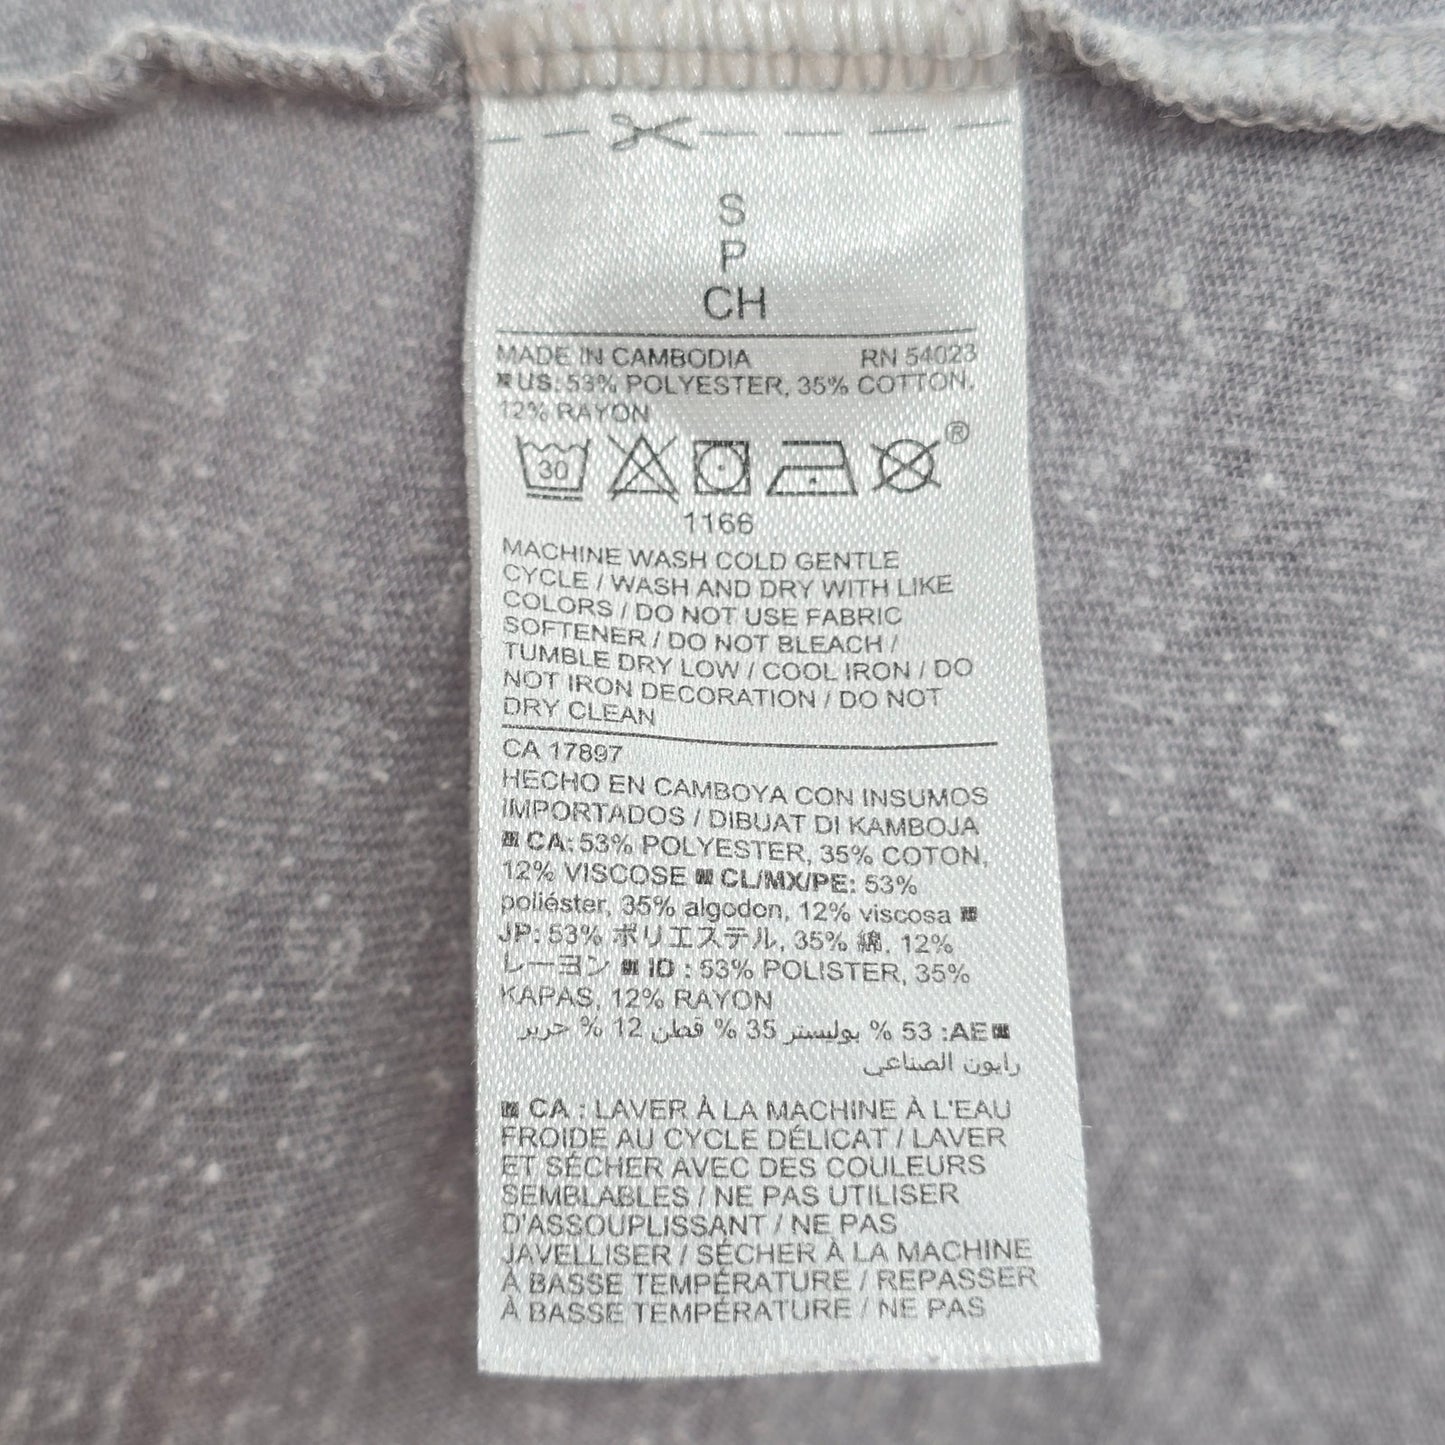 S
P
CH
MADE IN CAMBODIA RN 54023
US: 53% POLYESTER, 35% COTTON,
12% RAYON
30 ®
1166
MACHINE WASH COLD GENTLE
CYCLE / WASH AND DRY WITH LIKE
COLORS / DO NOT USE FABRIC
SOFTENER / DO NOT BLEACH /
TUMBLE DRY LOW / COOL IRON / DO
NOT IRON DECORATION / DO NOT
DRY CLEAN
CA 17897
HECHO EN CAMBOYA CON INSUMOS
IMPORTADOS / DIBUAT DI KAMBOJA
CA: 53% POLYESTER, 35% COTON,
12% VISCOSE CL/MX/PE: 53%
poliéster, 35% algodon, 12% viscosa
JP: 53% ポリエステル, 35% 綿, 12%
レーヨン ID : 53% POLISTER, 35%
KAPAS, 12% RAYON
AE: 53 % بوليستر 35 % قطن 12 % حرير
رايون الصناعي
CA : LAVER À LA MACHINE À L'EAU
FROIDE AU CYCLE DÉLICAT / LAVER
ET SÉCHER AVEC DES COULEURS
SEMBLABLES / NE PAS UTILISER
D'ASSOUPLISSANT / NE PAS
JAVELLISER / SÉCHER À LA MACHINE
À BASSE TEMPÉRATURE / REPASSER
À BASSE TEMPÉRATURE / NE PAS